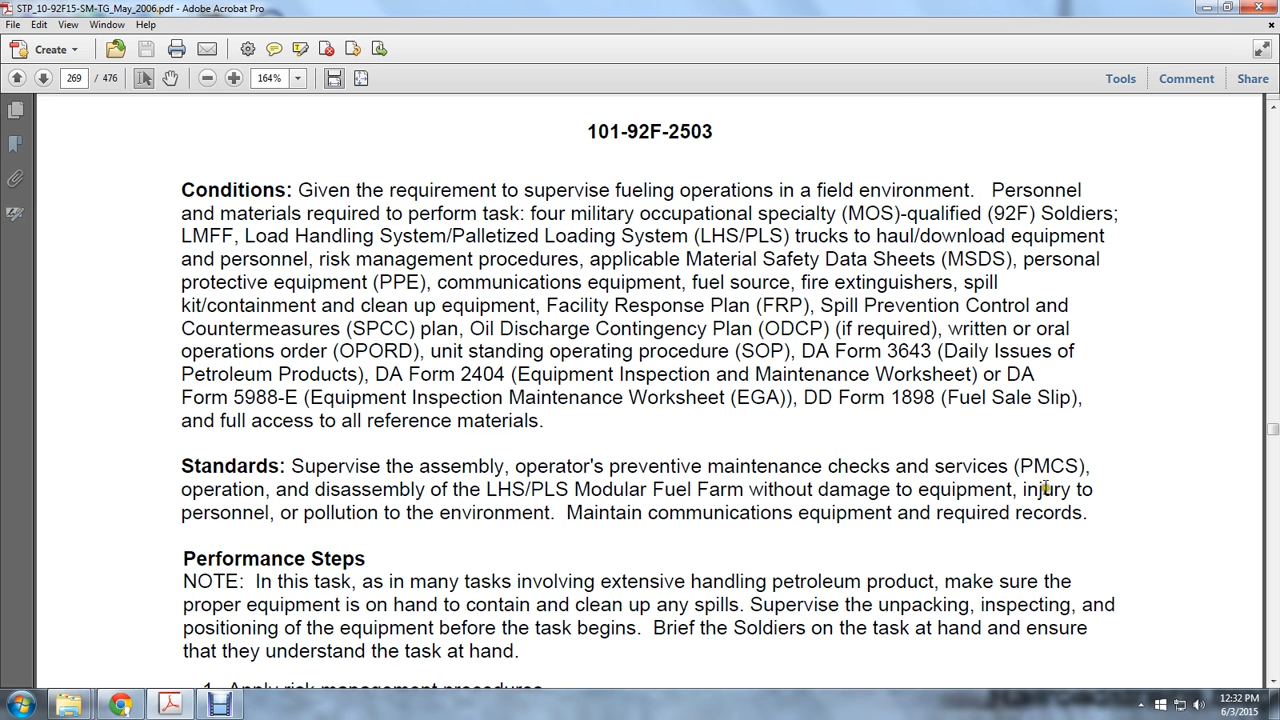 STP_10-92F15-SM-TG_May_2006.pdf - Adobe Acrobat Pro
File Edit View Window Help
Create
269 / 476 164% Tools Comment Share
101-92F-2503
Conditions: Given the requirement to supervise fueling operations in a field environment. Personnel
and materials required to perform task: four military occupational specialty (MOS)-qualified (92F) Soldiers;
LMFF, Load Handling System/Palletized Loading System (LHS/PLS) trucks to haul/download equipment
and personnel, risk management procedures, applicable Material Safety Data Sheets (MSDS), personal
protective equipment (PPE), communications equipment, fuel source, fire extinguishers, spill
kit/containment and clean up equipment, Facility Response Plan (FRP), Spill Prevention Control and
Countermeasures (SPCC) plan, Oil Discharge Contingency Plan (ODCP) (if required), written or oral
operations order (OPORD), unit standing operating procedure (SOP), DA Form 3643 (Daily Issues of
Petroleum Products), DA Form 2404 (Equipment Inspection and Maintenance Worksheet) or DA
Form 5988-E (Equipment Inspection Maintenance Worksheet (EGA)), DD Form 1898 (Fuel Sale Slip),
and full access to all reference materials.
Standards: Supervise the assembly, operator's preventive maintenance checks and services (PMCS),
operation, and disassembly of the LHS/PLS Modular Fuel Farm without damage to equipment, injury to
personnel, or pollution to the environment. Maintain communications equipment and required records.
Performance Steps
NOTE: In this task, as in many tasks involving extensive handling petroleum product, make sure the
proper equipment is on hand to contain and clean up any spills. Supervise the unpacking, inspecting, and
positioning of the equipment before the task begins. Brief the Soldiers on the task at hand and ensure
that they understand the task at hand.
1. Apply risk management procedures.
12:32 PM
6/3/2015